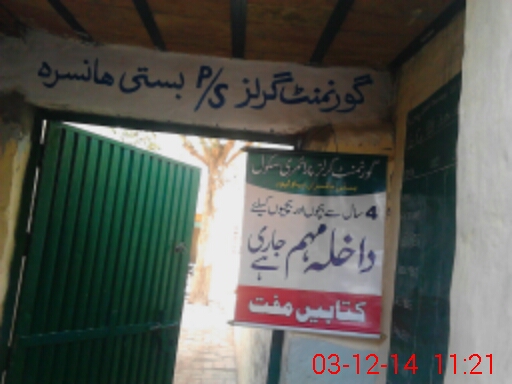 گورنمنٹ گرلز P/S بستی ھانسرہ
گورنمنٹ گرلز پرائمری سکول
4 سال سے بچوں اور بچیوں کیلئے
داخلہ مہم جاری ہے
کتابیں مفت
03-12-14 11:21